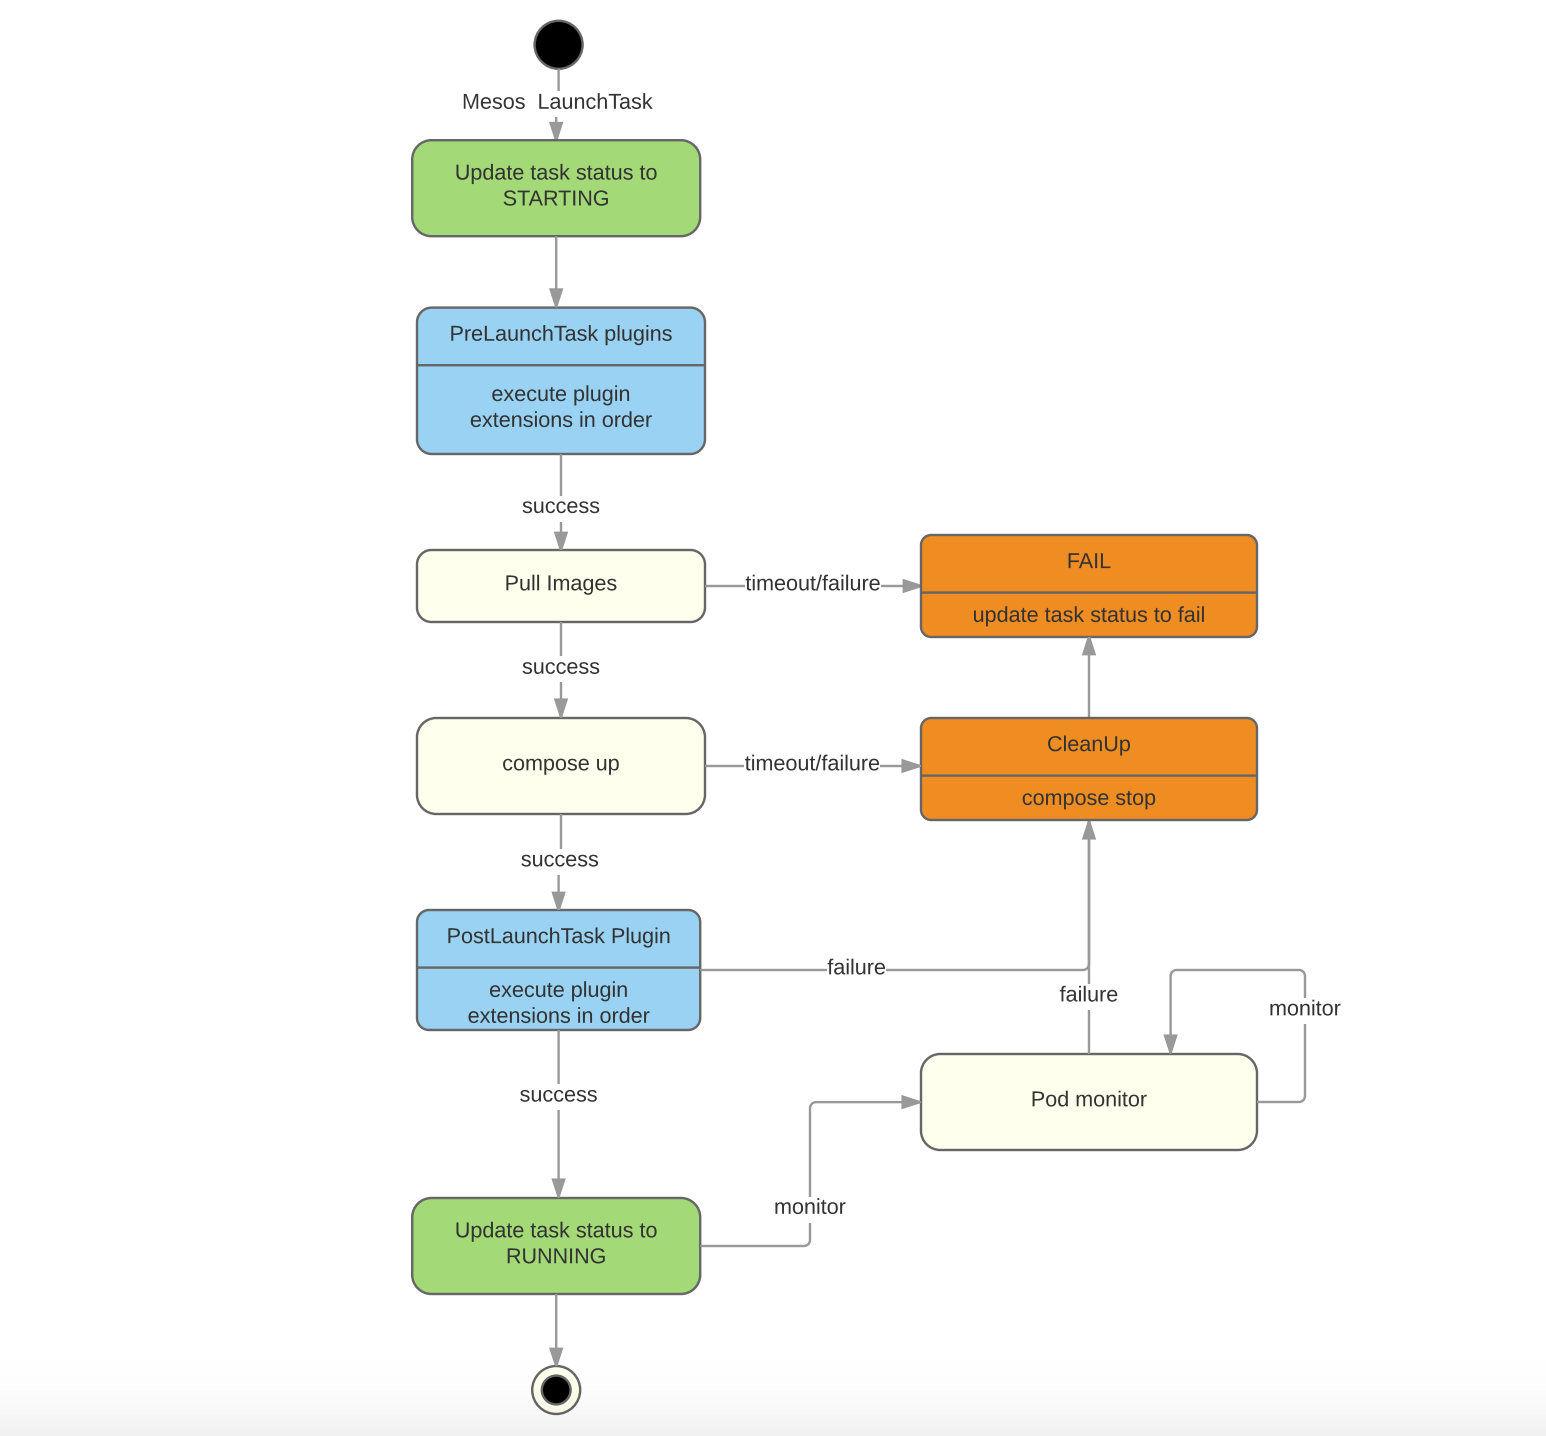 Mesos LaunchTask
Update task status to
STARTING
PreLaunchTask plugins
execute plugin
extensions in order
success
Pull Images
timeout/failure
FAIL
update task status to fail
success
compose up
timeout/failure
CleanUp
compose stop
success
PostLaunchTask Plugin
execute plugin
extensions in order
failure
failure
monitor
Pod monitor
success
monitor
Update task status to
RUNNING